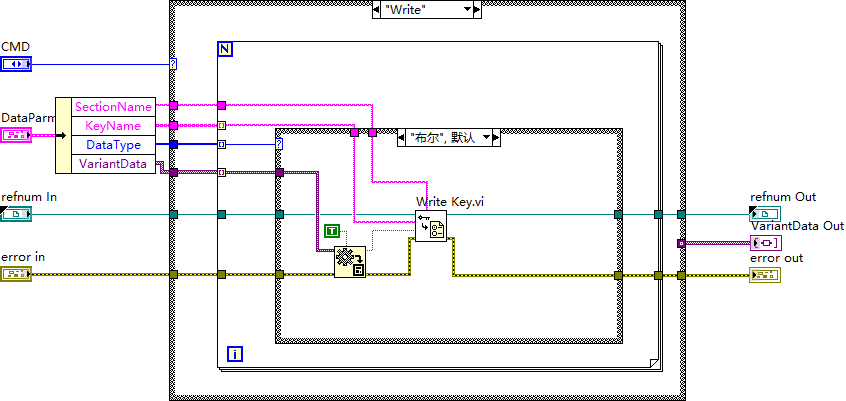 "Write"
CMD
N
?
SectionName
DataParm
KeyName
DataType
VariantData
?
"布尔", 默认
refnum In
Write Key.vi
refnum Out
T
VariantData Out
error in
error out
i